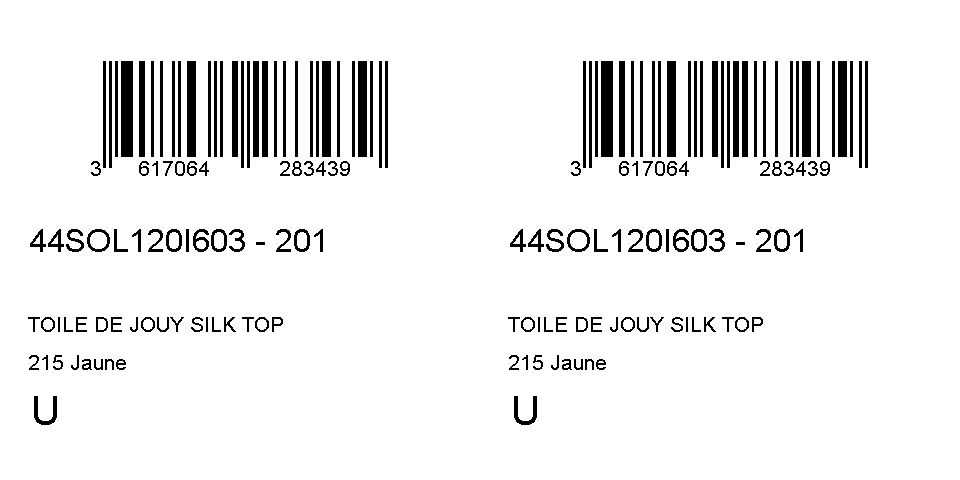 3 617064 283439
44SOL120I603 - 201
TOILE DE JOUY SILK TOP
215 Jaune
U
3 617064 283439
44SOL120I603 - 201
TOILE DE JOUY SILK TOP
215 Jaune
U